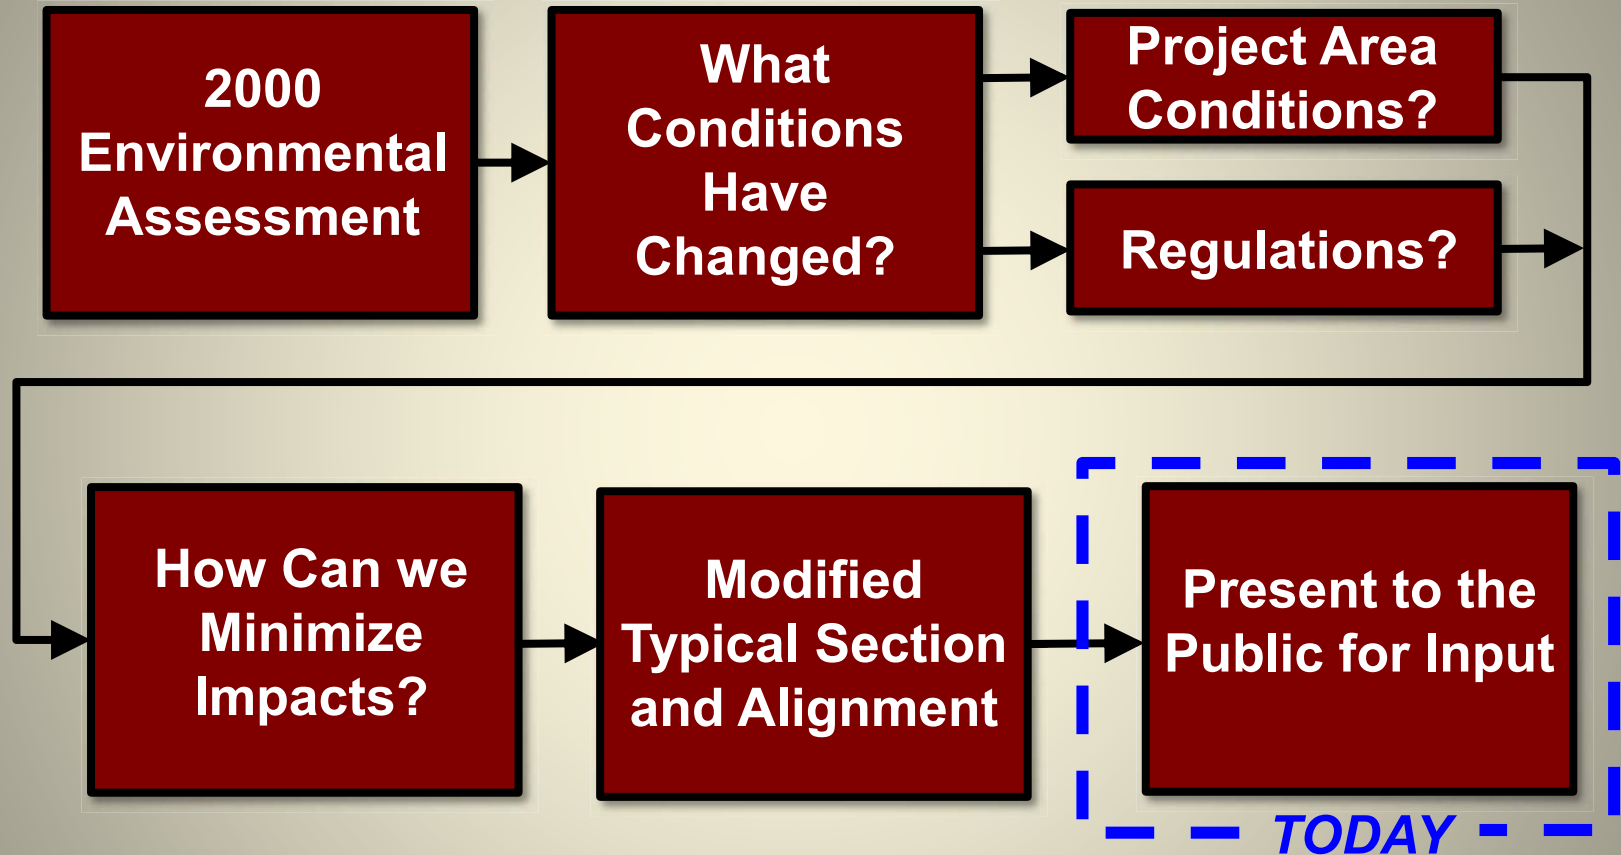 2000
Environmental
Assessment
What
Conditions
Have
Changed?
Project Area
Conditions?
Regulations?
How Can we
Minimize
Impacts?
Modified
Typical Section
and Alignment
Present to the
Public for Input
TODAY